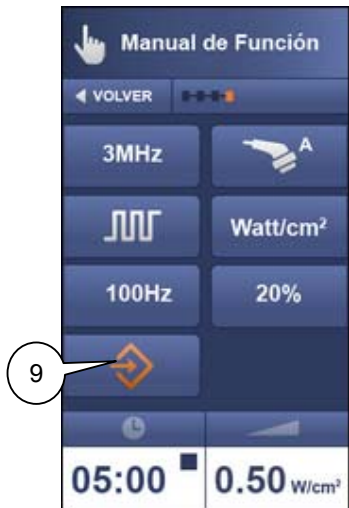 Manual de Función
VOLVER
3MHz
A
Watt/cm²
100Hz
20%
9
05:00
0.50 W/cm²